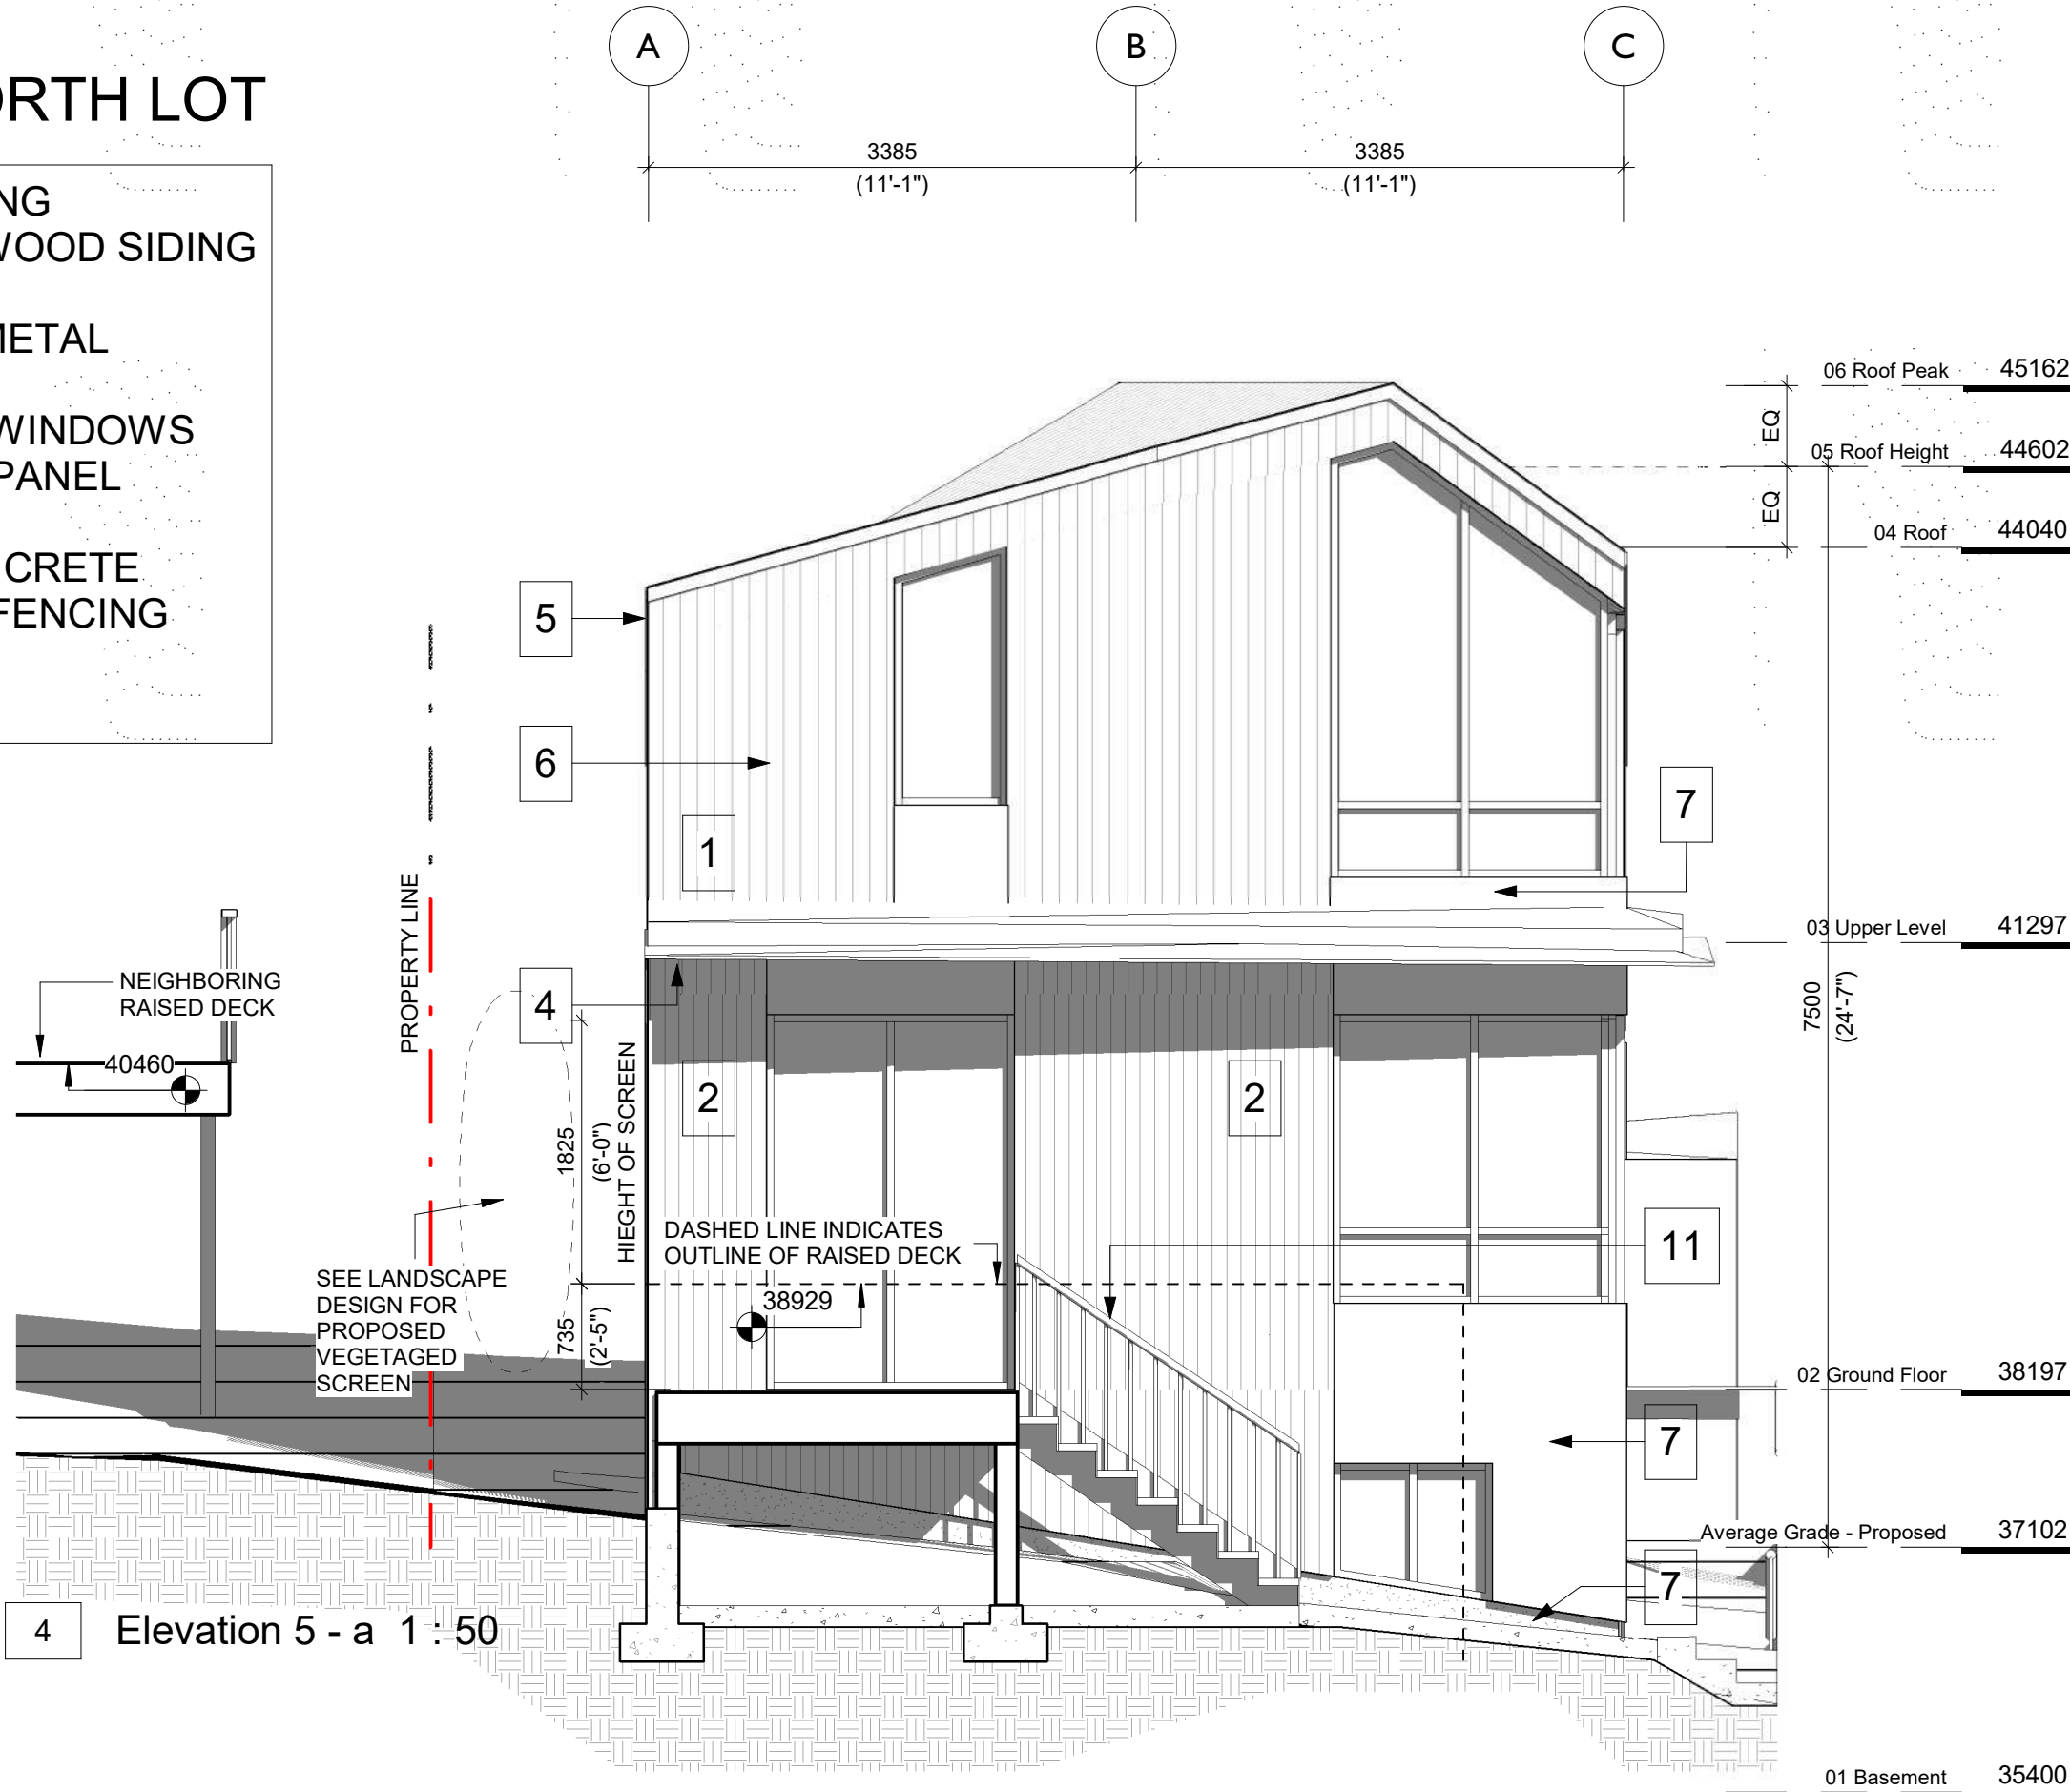 A
B
C
ORTH LOT
3385
(11'-1")
3385
(11'-1")
NG
WOOD SIDING
METAL
WINDOWS
PANEL
CRETE
FENCING
06 Roof Peak 45162
EQ
05 Roof Height 44602
EQ
04 Roof 44040
5
6
1
7
PROPERTY LINE
03 Upper Level 41297
NEIGHBORING
RAISED DECK
40460
4
7500
(24'-7")
2
2
1825
(6'-0")
HIEGHT OF SCREEN
DASHED LINE INDICATES
OUTLINE OF RAISED DECK
11
38929
SEE LANDSCAPE
DESIGN FOR
PROPOSED
VEGETAGED
SCREEN
735
(2'-5")
02 Ground Floor 38197
7
Average Grade - Proposed 37102
7
4 Elevation 5 - a 1 : 50
01 Basement 35400